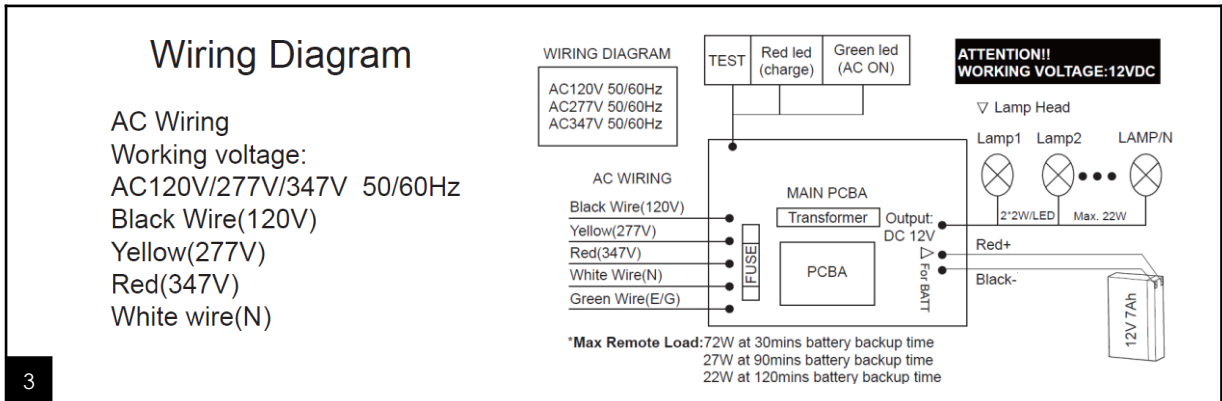 Wiring Diagram
AC Wiring
Working voltage:
AC120V/277V/347V 50/60Hz
Black Wire(120V)
Yellow(277V)
Red(347V)
White wire(N)
3
WIRING DIAGRAM
AC120V 50/60Hz
AC277V 50/60Hz
AC347V 50/60Hz
TEST
Red led
(charge)
Green led
(AC ON)
ATTENTION!!
WORKING VOLTAGE:12VDC
▽ Lamp Head
Lamp1 Lamp2 LAMP/N
2*2W/LED Max. 22W
AC WIRING
Black Wire(120V)
Yellow(277V)
Red(347V)
White Wire(N)
Green Wire(E/G)
FUSE
MAIN PCBA
Transformer
PCBA
Output:
DC 12V
▽ For BATT
Red+
Black-
12V 7Ah
*Max Remote Load:72W at 30mins battery backup time
27W at 90mins battery backup time
22W at 120mins battery backup time